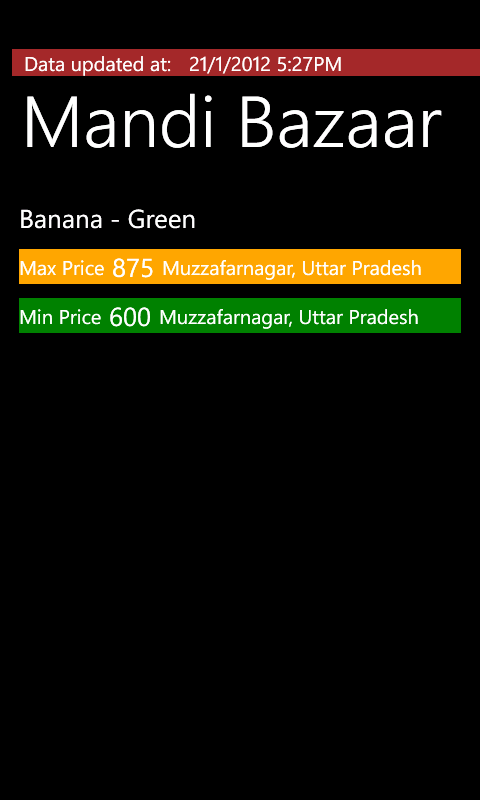 Data updated at: 21/1/2012 5:27PM
Mandi Bazaar
Banana - Green
Max Price 875 Muzzafarnagar, Uttar Pradesh
Min Price 600 Muzzafarnagar, Uttar Pradesh